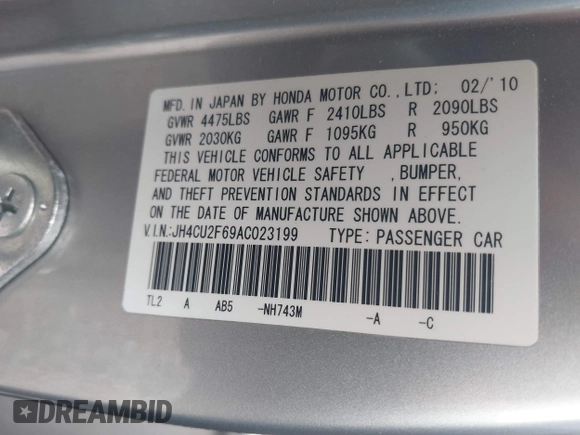 MFD. IN JAPAN BY HONDA MOTOR CO., LTD: 02/'10
GVWR 4475LBS GAWR F 2410LBS R 2090LBS
GVWR 2030KG GAWR F 1095KG R 950KG
THIS VEHICLE CONFORMS TO ALL APPLICABLE
FEDERAL MOTOR VEHICLE SAFETY , BUMPER,
AND THEFT PREVENTION STANDARDS IN EFFECT
ON THE DATE OF MANUFACTURE SHOWN ABOVE.
V.I.N.:JH4CU2F69AC023199 TYPE: PASSENGER CAR
TL2 A AB5 -NH743M -A -C
DREAMBID